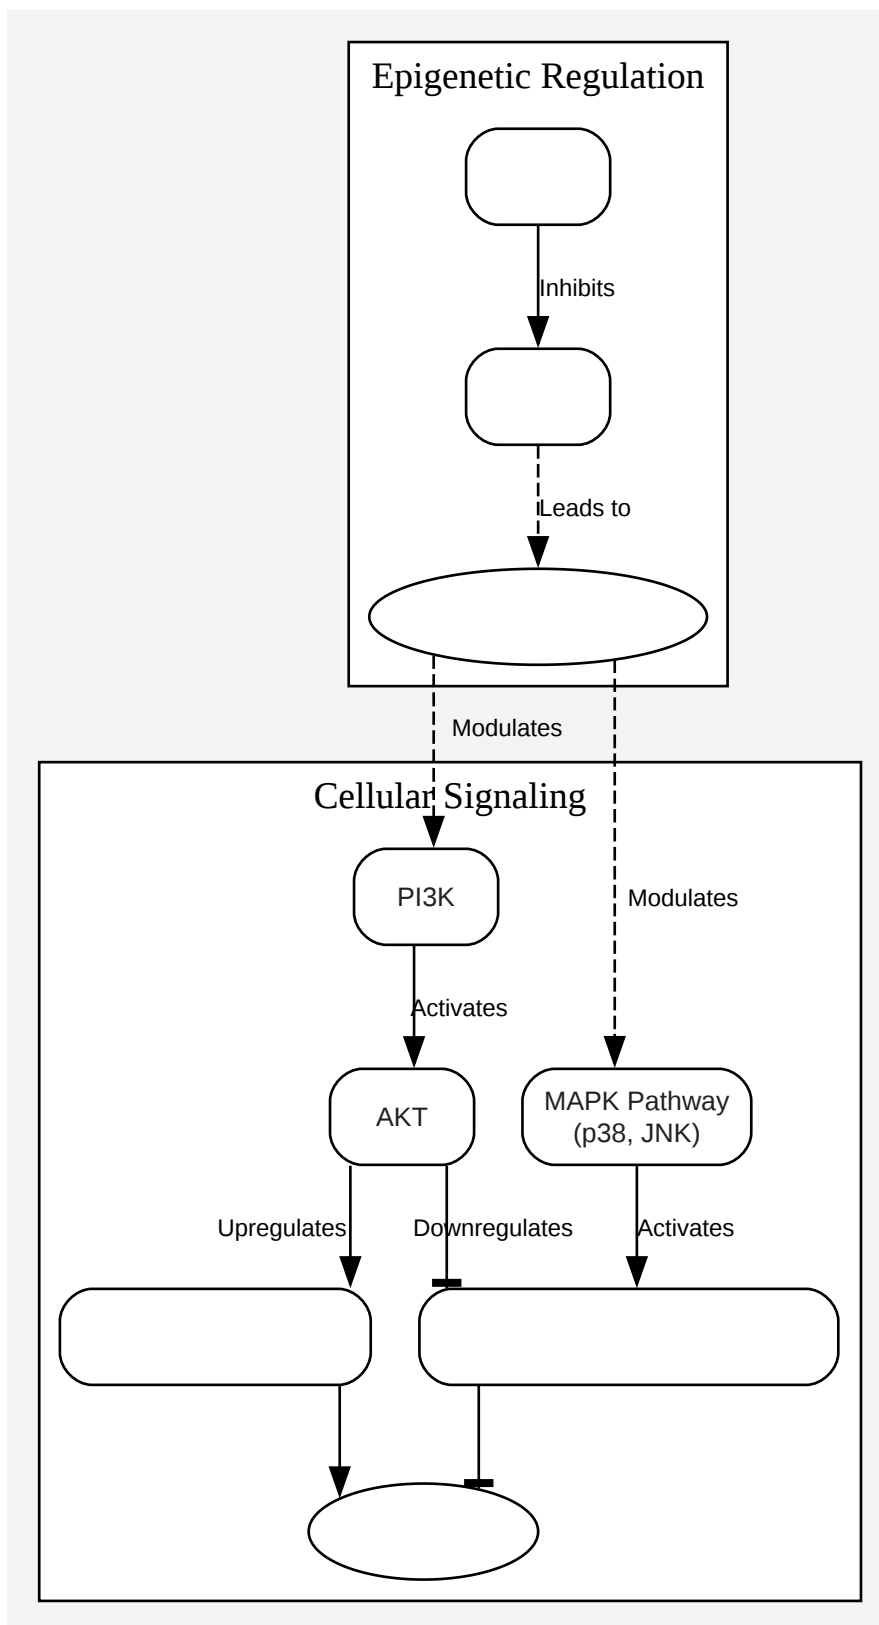 Epigenetic Regulation
Inhibits
Leads to
Modulates
Cellular Signaling
PI3K
Modulates
Activates
AKT
MAPK Pathway
(p38, JNK)
Upregulates
Downregulates
Activates